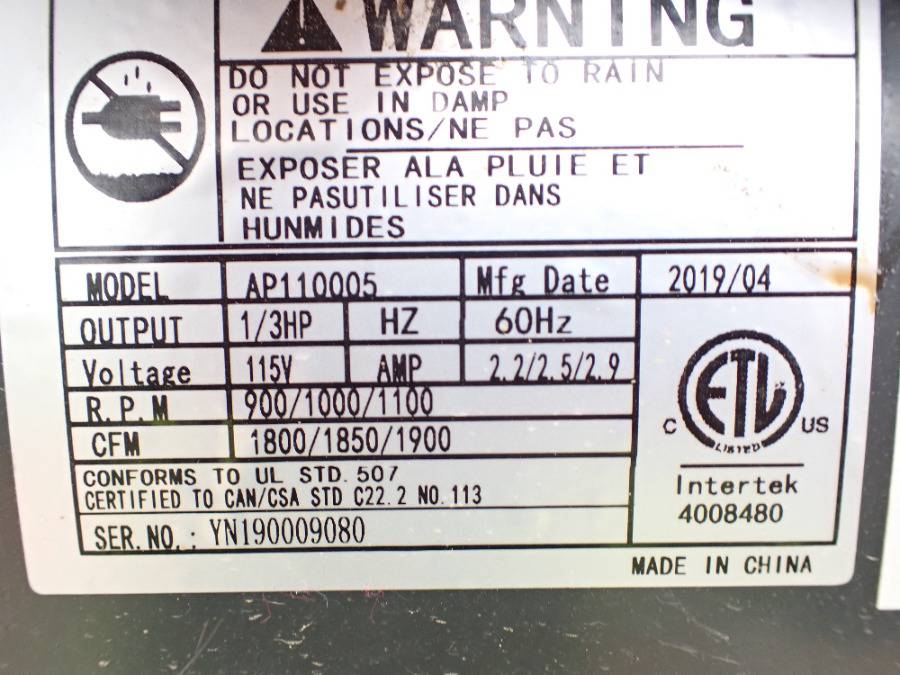 WARNING
DO NOT EXPOSE TO RAIN
OR USE IN DAMP
LOCATIONS/NE PAS
EXPOSER ALA PLUIE ET
NE PASUTILISER DANS
HUNMIDES
MODEL AP110005 Mfg Date 2019/04
OUTPUT 1/3HP HZ 60Hz
Voltage 115V AMP 2.2/2.5/2.9
R.P.M 900/1000/1100
CFM 1800/1850/1900
ETL
LISTED
C US
Intertek
4008480
CONFORMS TO UL STD. 507
CERTIFIED TO CAN/CSA STD C22.2 NO.113
SER. NO.: YN190009080
MADE IN CHINA